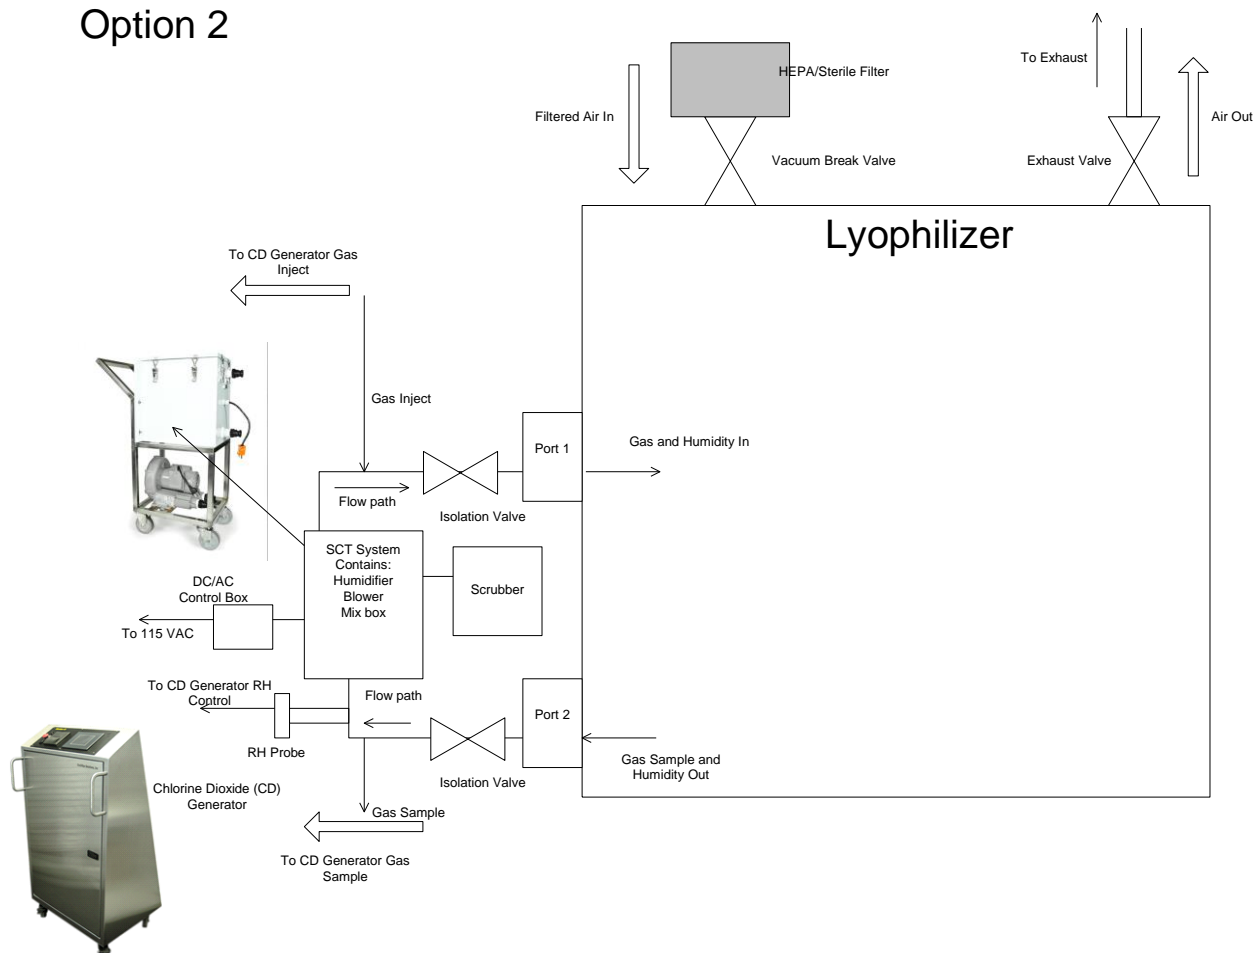 Option 2
To Exhaust
HEPA/Sterile Filter
Filtered Air In
Air Out
Vacuum Break Valve
Exhaust Valve
Lyophilizer
To CD Generator Gas
Inject
Gas Inject
Port 1
Gas and Humidity In
Flow path
Isolation Valve
SCT System
Contains:
Humidifier
Blower
Mix box
Scrubber
DC/AC
Control Box
To 115 VAC
To CD Generator RH
Control
Flow path
Port 2
RH Probe
Gas Sample and
Humidity Out
Isolation Valve
Chlorine Dioxide (CD)
Generator
Gas Sample
To CD Generator Gas
Sample